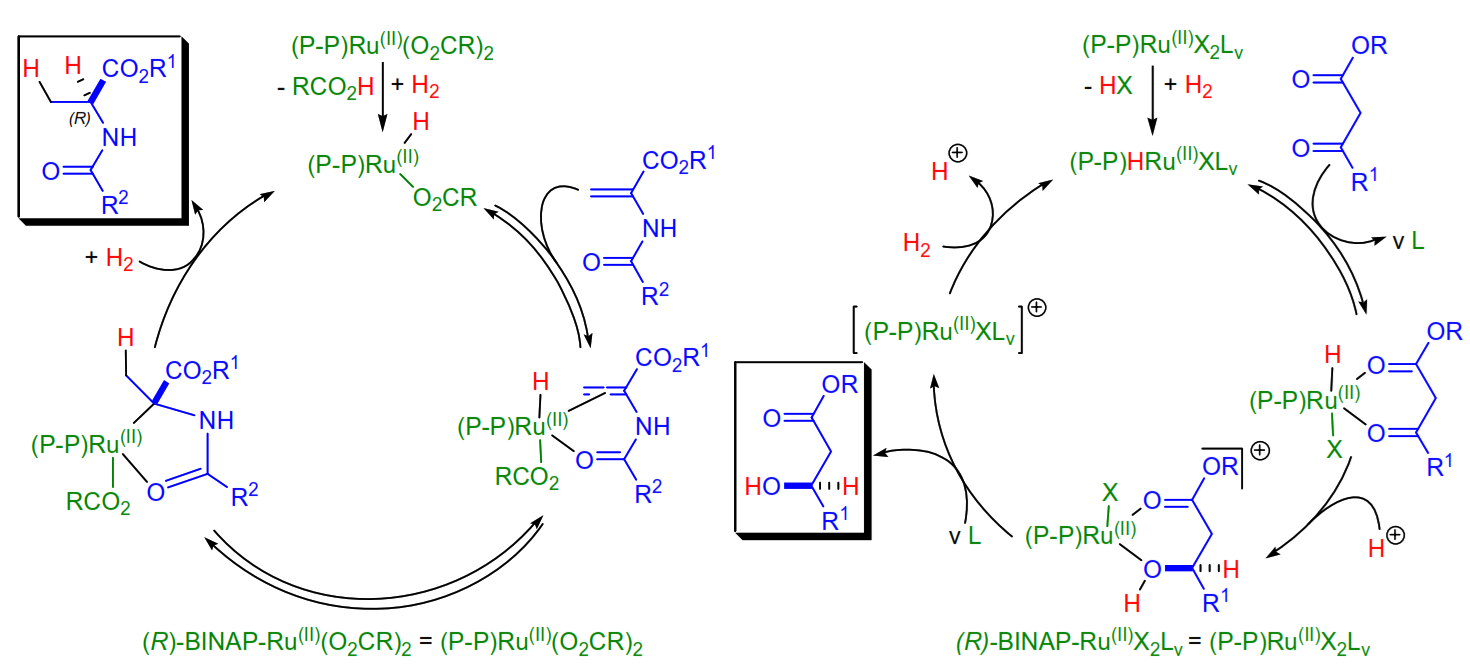 (P-P)Ru(II)(O2CR)2
- RCO2H + H2
H
(P-P)Ru(II)
O2CR
H H CO2R1
(R)
NH
O
R2
+ H2
CO2R1
NH
O
R2
H
CO2R1
(P-P)Ru(II)
NH
O
RCO2
R2
H
CO2R1
(P-P)Ru(II)
NH
O
RCO2
R2
(R)-BINAP-Ru(II)(O2CR)2 = (P-P)Ru(II)(O2CR)2
(P-P)Ru(II)X2Lv
- HX + H2
(P-P)HRu(II)XLv
OR
O
O
R1
v L
H+
H2
[(P-P)Ru(II)XLv]+
OR
H
O
(P-P)Ru(II)
O
X
R1
H+
OR +
X
O
(P-P)Ru(II)
O H
H
R1
v L
OR
O
HO H
R1
(R)-BINAP-Ru(II)X2Lv = (P-P)Ru(II)X2Lv